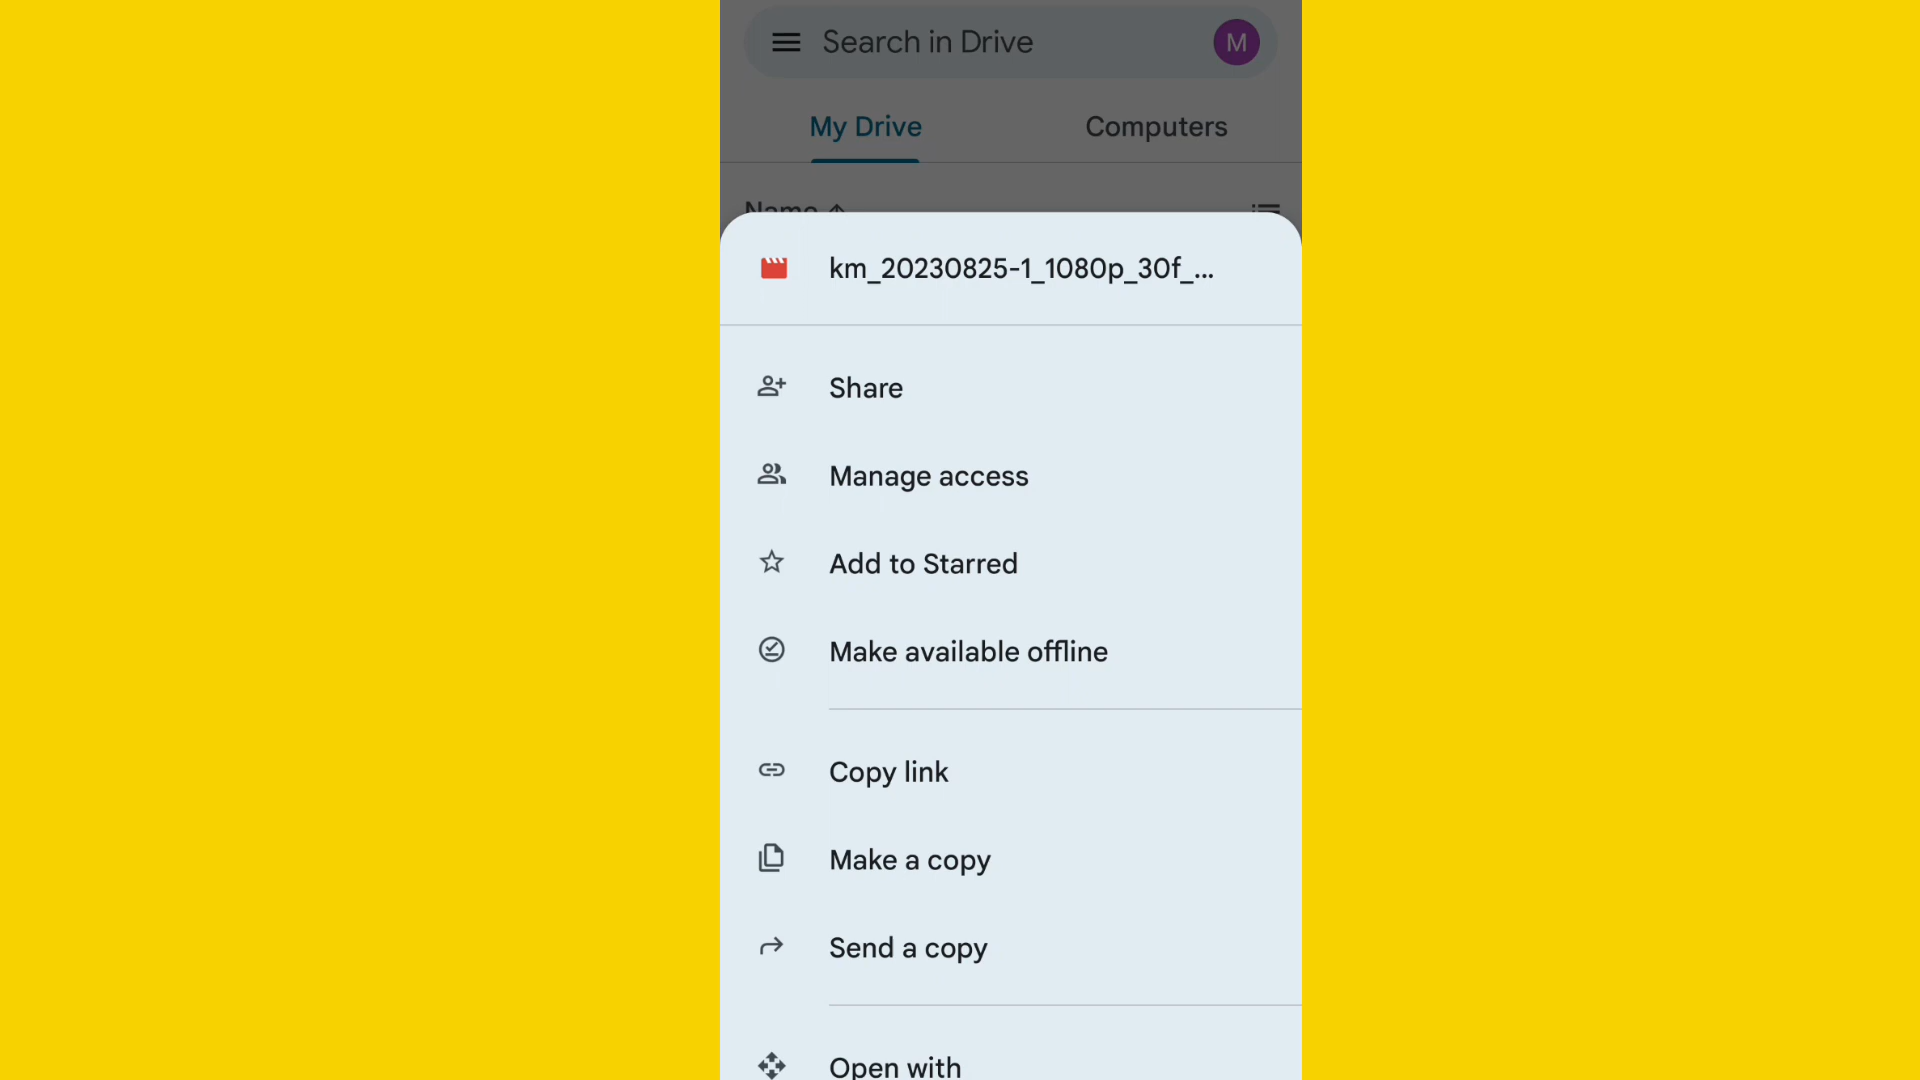 Search in Drive
M
My Drive
Computers
Name
km_20230825-1_1080p_30f_...
Share
Manage access
Add to Starred
Make available offline
Copy link
Make a copy
Send a copy
Open with